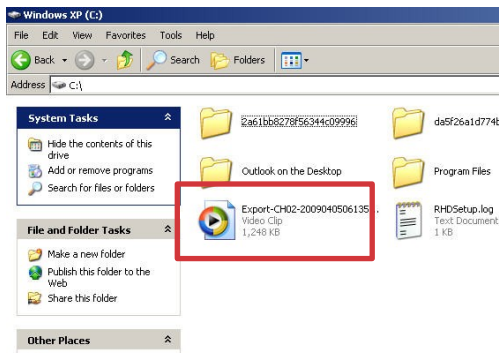 Windows XP (C:)
File Edit View Favorites Tools Help
Back Search Folders
Address C:\
System Tasks
Hide the contents of this
drive
Add or remove programs
Search for files or folders
File and Folder Tasks
Make a new folder
Publish this folder to the
Web
Share this folder
Other Places
2a61bb8278f56344c09996
da5f26a1d774b
Outlook on the Desktop
Program Files
Export-CH02-2009040506135...
Video Clip
1,248 KB
RHDSetup.log
Text Document
1 KB